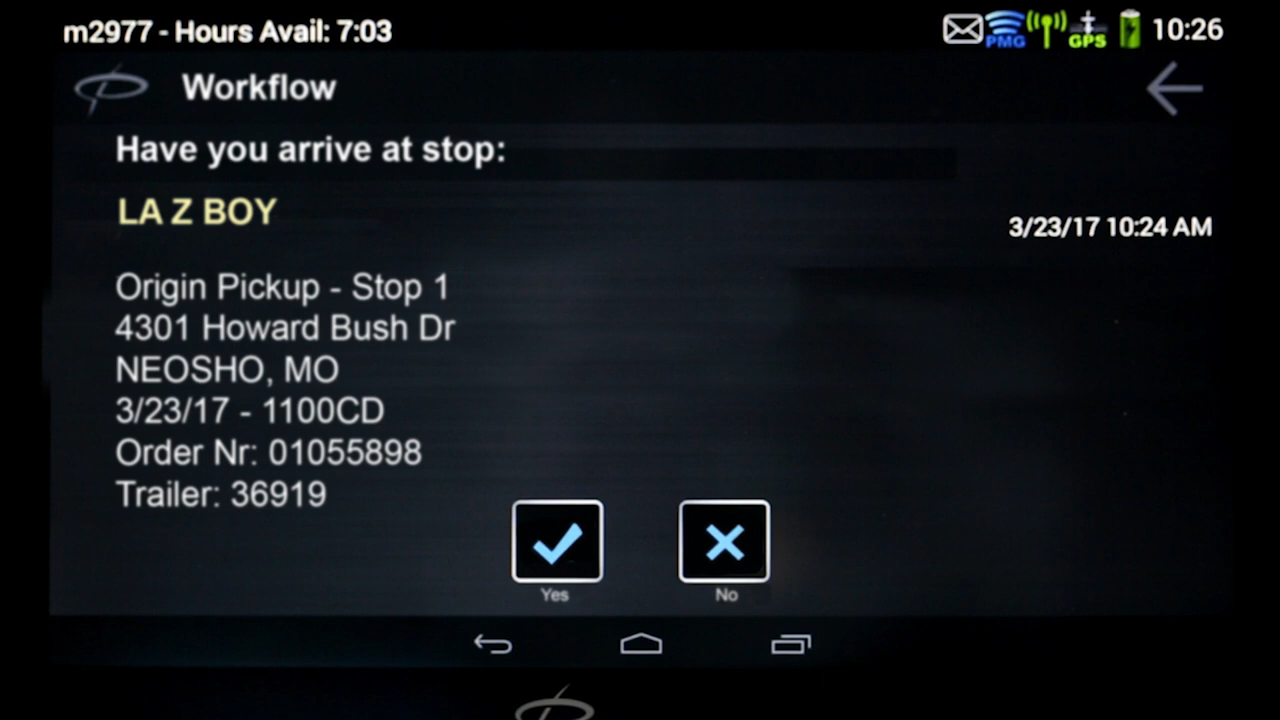 m2977 - Hours Avail: 7:03
PMG GPS 10:26
Workflow
Have you arrive at stop:
LA Z BOY
3/23/17 10:24 AM
Origin Pickup - Stop 1
4301 Howard Bush Dr
NEOSHO, MO
3/23/17 - 1100CD
Order Nr: 01055898
Trailer: 36919
Yes No